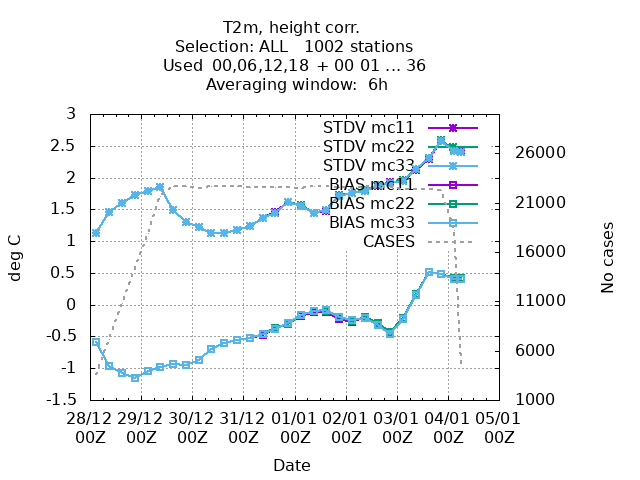 T2m, height corr.
Selection: ALL   1002 stations
Used  00,06,12,18 + 00 01 ... 36
Averaging window:  6h
3
2.5
2
1.5
1
0.5
0
-0.5
-1
-1.5
deg C
STDV mc11
STDV mc22
STDV mc33
BIAS mc11
BIAS mc22
BIAS mc33
CASES
26000
21000
16000
11000
6000
1000
No cases
28/12 29/12 30/12 31/12 01/01 02/01 03/01 04/01 05/01
00Z 00Z 00Z 00Z 00Z 00Z 00Z 00Z 00Z
Date